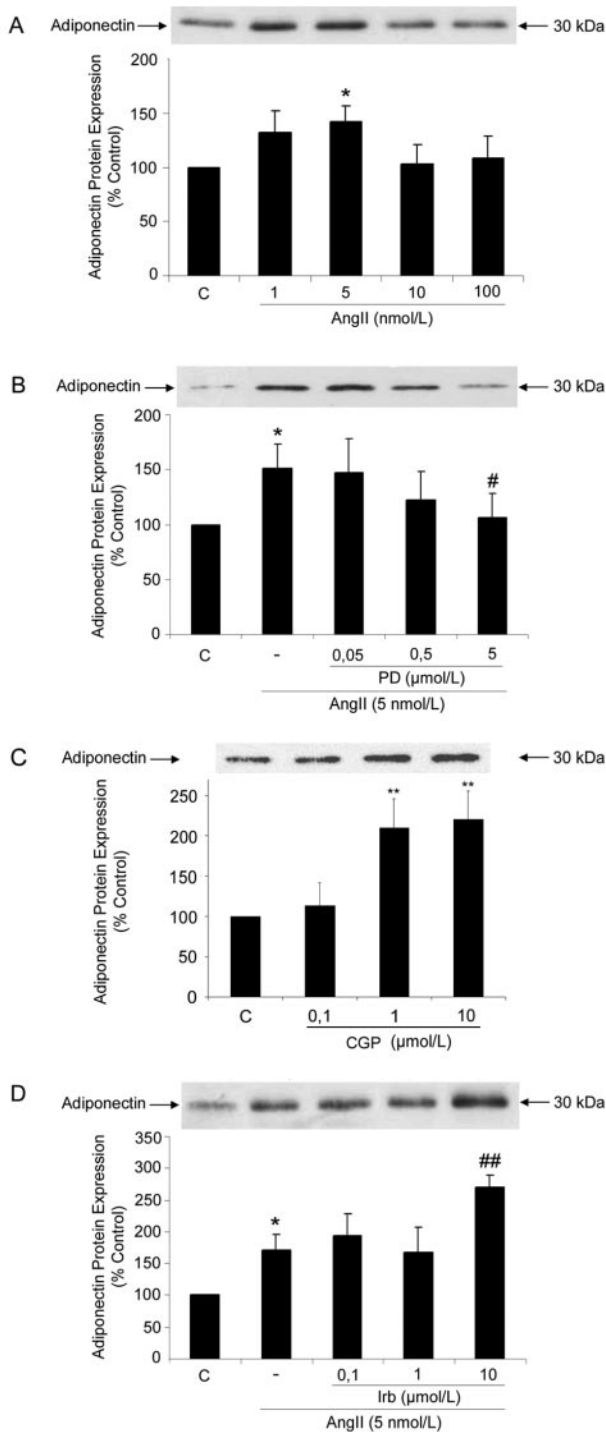 A
Adiponectin
30 kDa
Adiponectin Protein Expression
(% Control)
200
150
100
50
0
*
C
1
5
10
100
AngII (nmol/L)
B
Adiponectin
30 kDa
Adiponectin Protein Expression
(% Control)
200
150
100
50
0
*
#
C
-
0,05
0,5
5
PD (µmol/L)
AngII (5 nmol/L)
C
Adiponectin
30 kDa
Adiponectin Protein Expression
(% Control)
250
200
150
100
50
0
**
**
C
0,1
1
10
CGP (µmol/L)
D
Adiponectin
30 kDa
Adiponectin Protein Expression
(% Control)
350
300
250
200
150
100
50
0
*
##
C
-
0,1
1
10
Irb (µmol/L)
AngII (5 nmol/L)